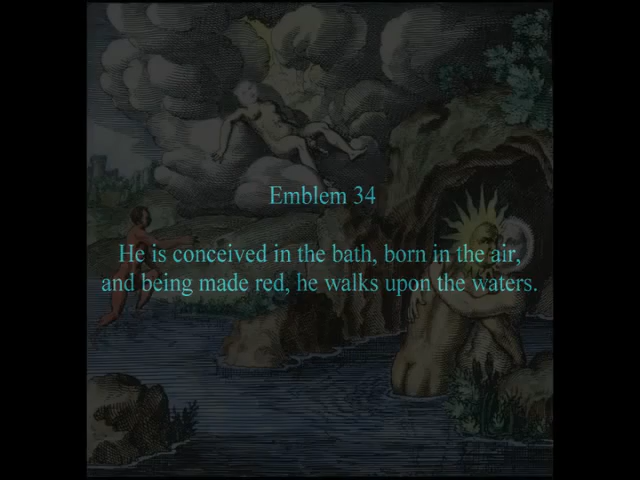 Emblem 34
He is conceived in the bath, born in the air,
and being made red, he walks upon the waters.